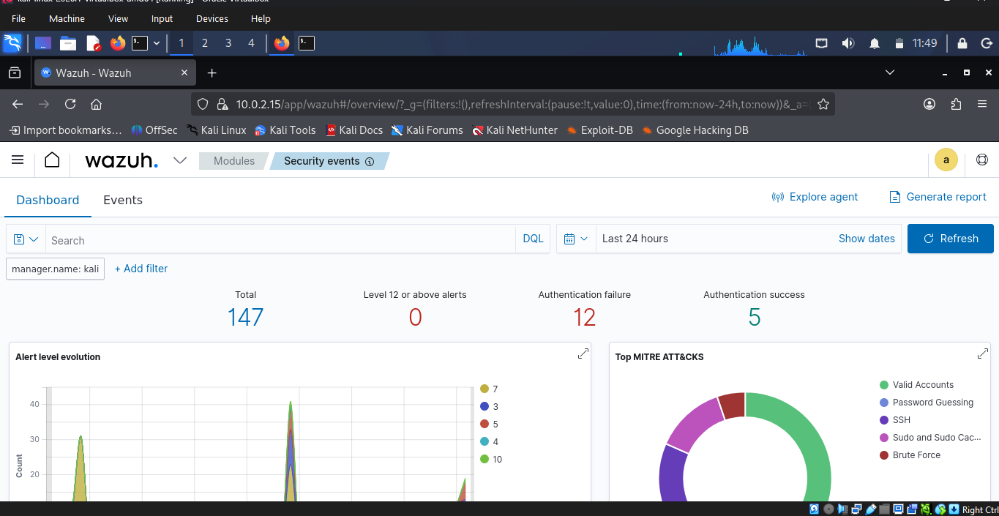 File Machine View Input Devices Help
1 2 3 4 11:49
Wazuh - Wazuh
10.0.2.15/app/wazuh#/overview/?_g=(filters:!(),refreshInterval:(pause:!t,value:0),time:(from:now-24h,to:now))&_a=
Import bookmarks... OffSec Kali Linux Kali Tools Kali Docs Kali Forums Kali NetHunter Exploit-DB Google Hacking DB
wazuh. Modules Security events a
Dashboard Events Explore agent Generate report
Search DQL Last 24 hours Show dates Refresh
manager.name: kali + Add filter
Total Level 12 or above alerts Authentication failure Authentication success
147 0 12 5
Alert level evolution
40
30
20
Count
7
3
5
4
10
Top MITRE ATT&CKS
Valid Accounts
Password Guessing
SSH
Sudo and Sudo Cac...
Brute Force
Right Ctrl